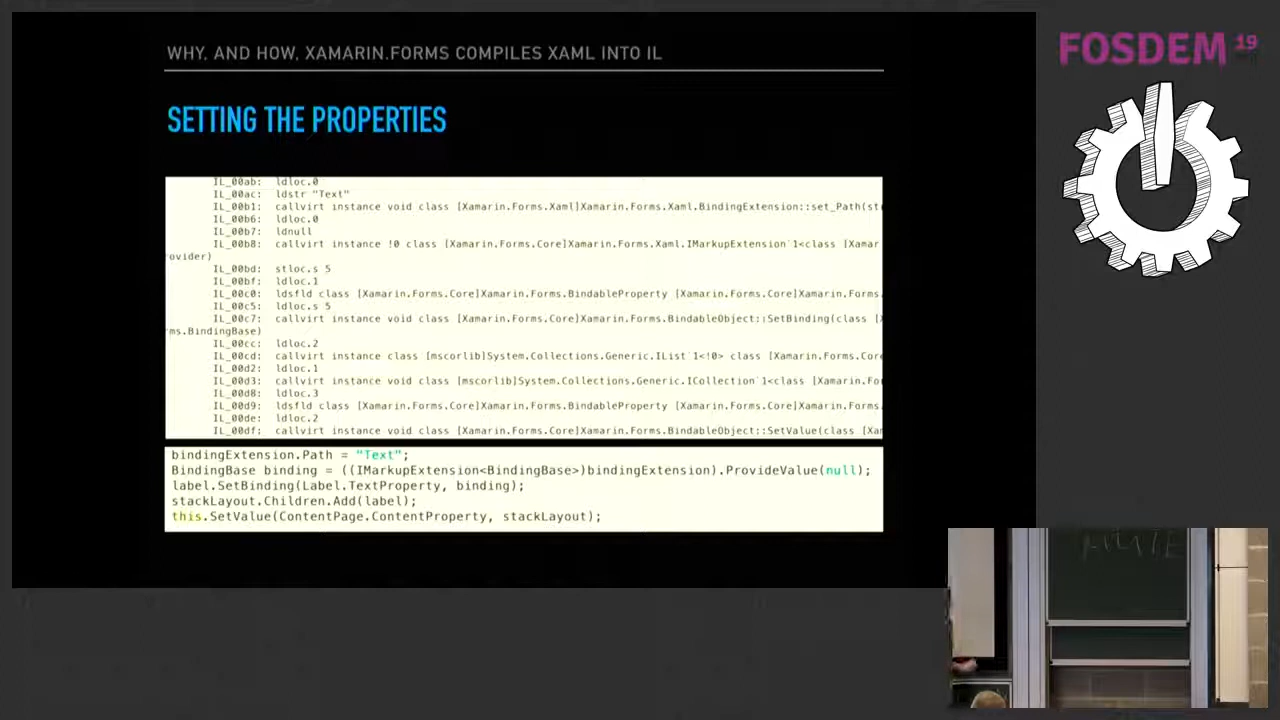 WHY, AND HOW, XAMARIN.FORMS COMPILES XAML INTO IL
FOSDEM 19
SETTING THE PROPERTIES
IL_00ab: ldloc.0
IL_00ac: ldstr "Text"
IL_00b1: callvirt instance void class [Xamarin.Forms.Xaml]Xamarin.Forms.Xaml.BindingExtension::set_Path(st
IL_00b6: ldloc.0
IL_00b7: ldnull
IL_00b8: callvirt instance !0 class [Xamarin.Forms.Core]Xamarin.Forms.Xaml.IMarkupExtension`1<class [Xamar
rovider)
IL_00bd: stloc.s 5
IL_00bf: ldloc.1
IL_00c0: ldsfld class [Xamarin.Forms.Core]Xamarin.Forms.BindableProperty [Xamarin.Forms.Core]Xamarin.Forms.
IL_00c5: ldloc.s 5
IL_00c7: callvirt instance void class [Xamarin.Forms.Core]Xamarin.Forms.BindableObject::SetBinding(class [X
rms.BindingBase)
IL_00cc: ldloc.2
IL_00cd: callvirt instance class [mscorlib]System.Collections.Generic.IList`1<!0> class [Xamarin.Forms.Core
IL_00d2: ldloc.1
IL_00d3: callvirt instance void class [mscorlib]System.Collections.Generic.ICollection`1<class [Xamarin.Fo
IL_00d8: ldloc.3
IL_00d9: ldsfld class [Xamarin.Forms.Core]Xamarin.Forms.BindableProperty [Xamarin.Forms.Core]Xamarin.Forms.
IL_00de: ldloc.2
IL_00df: callvirt instance void class [Xamarin.Forms.Core]Xamarin.Forms.BindableObject::SetValue(class [Xam
bindingExtension.Path = "Text";
BindingBase binding = ((IMarkupExtension<BindingBase>)bindingExtension).ProvideValue(null);
label.SetBinding(Label.TextProperty, binding);
stackLayout.Children.Add(label);
this.SetValue(ContentPage.ContentProperty, stackLayout);